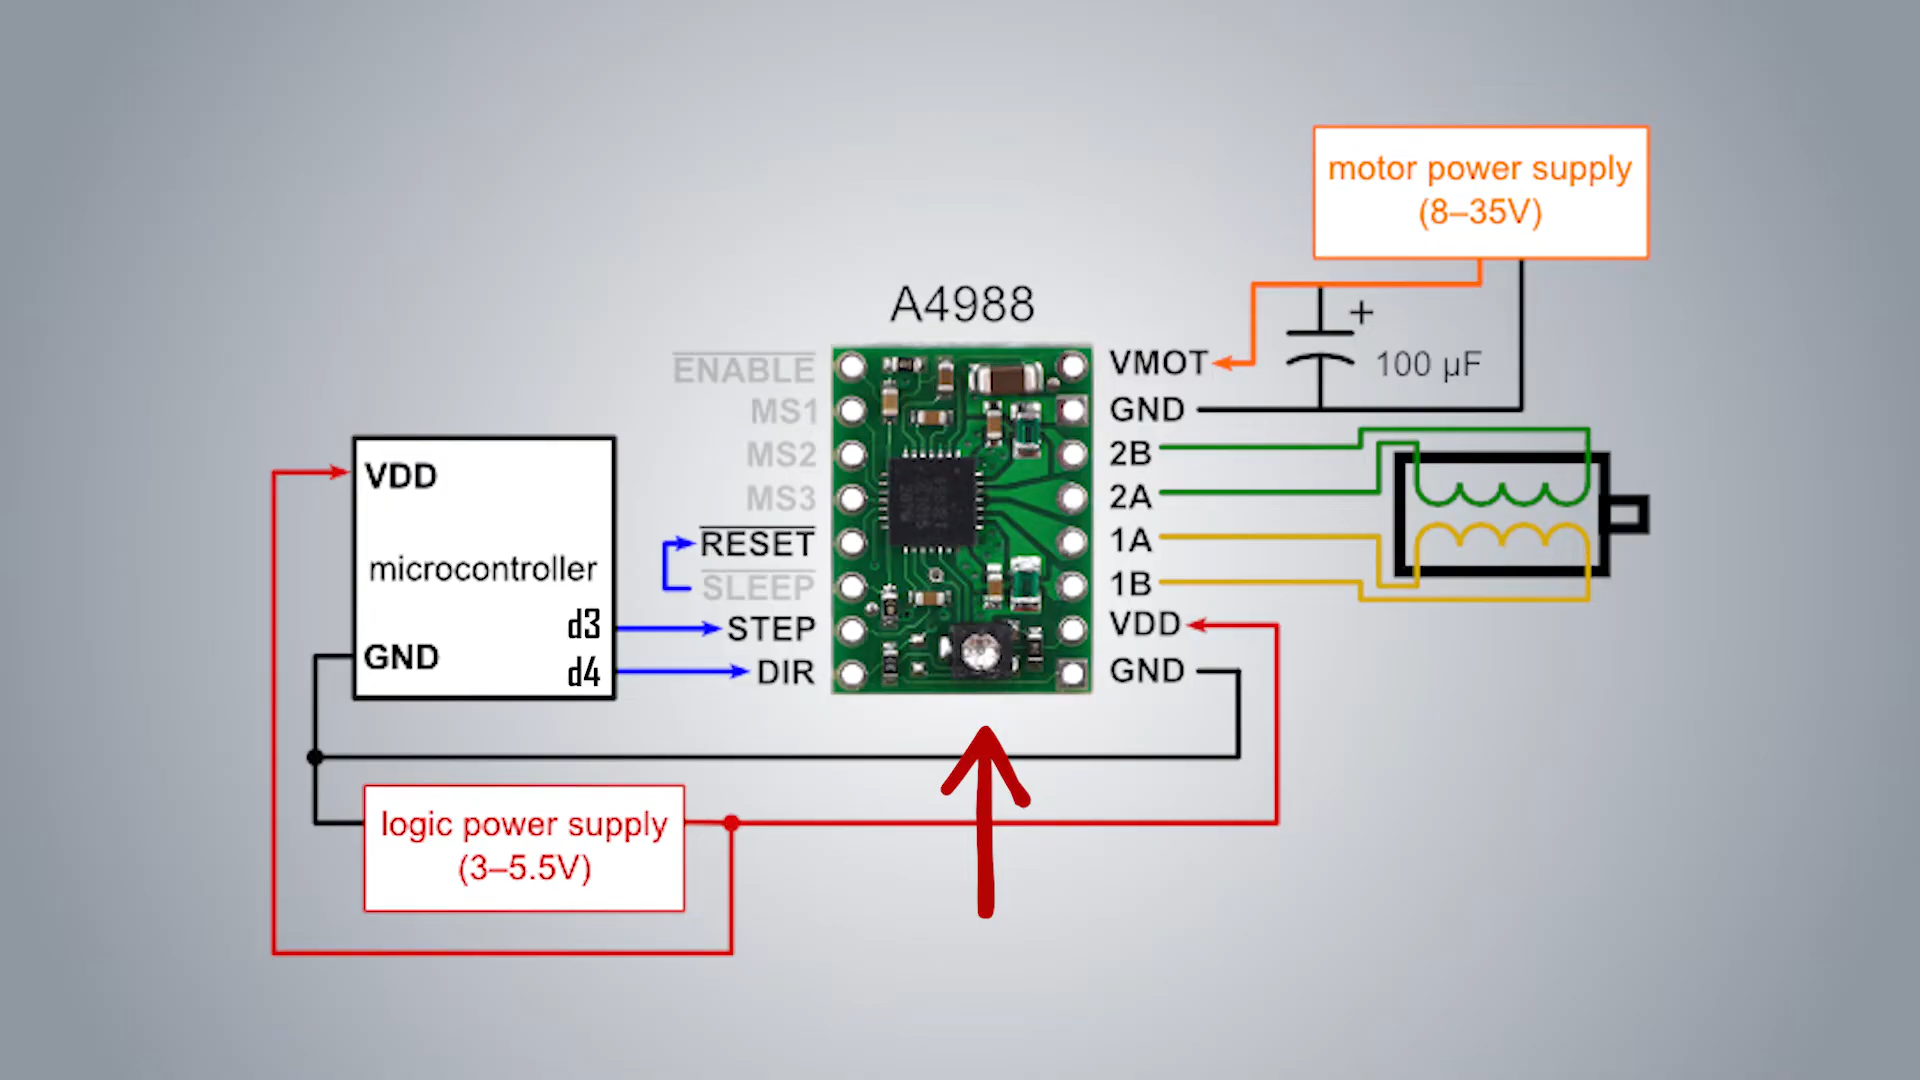 motor power supply
(8–35V)
A4988
ENABLE
MS1
MS2
MS3
RESET
SLEEP
STEP
DIR
VMOT
GND
2B
2A
1A
1B
VDD
GND
+
100 µF
VDD
microcontroller
d3
GND
d4
logic power supply
(3–5.5V)